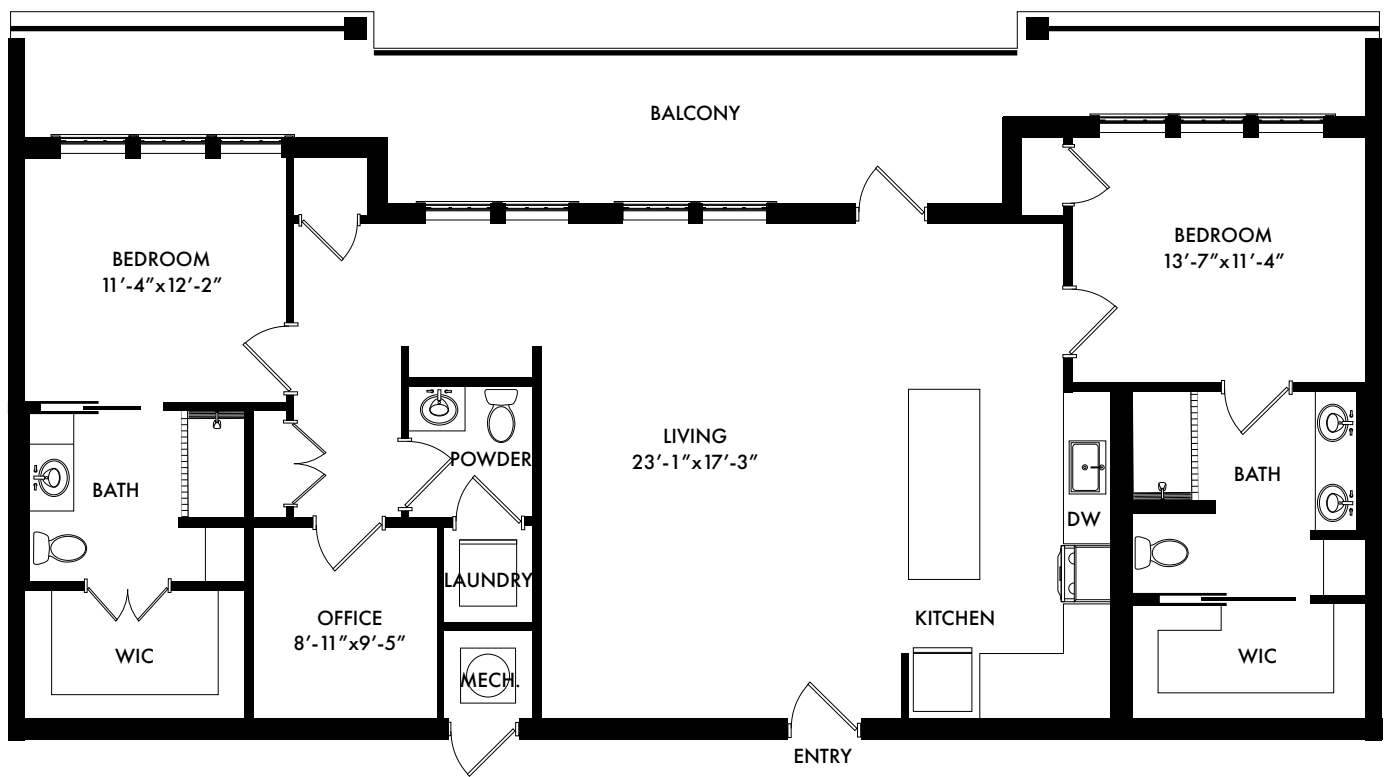 BALCONY
BEDROOM
11'-4"x12'-2"
BEDROOM
13'-7"x11'-4"
POWDER
LIVING
23'-1"x17'-3"
BATH
BATH
DW
LAUNDRY
OFFICE
8'-11"x9'-5"
KITCHEN
WIC
MECH.
WIC
ENTRY